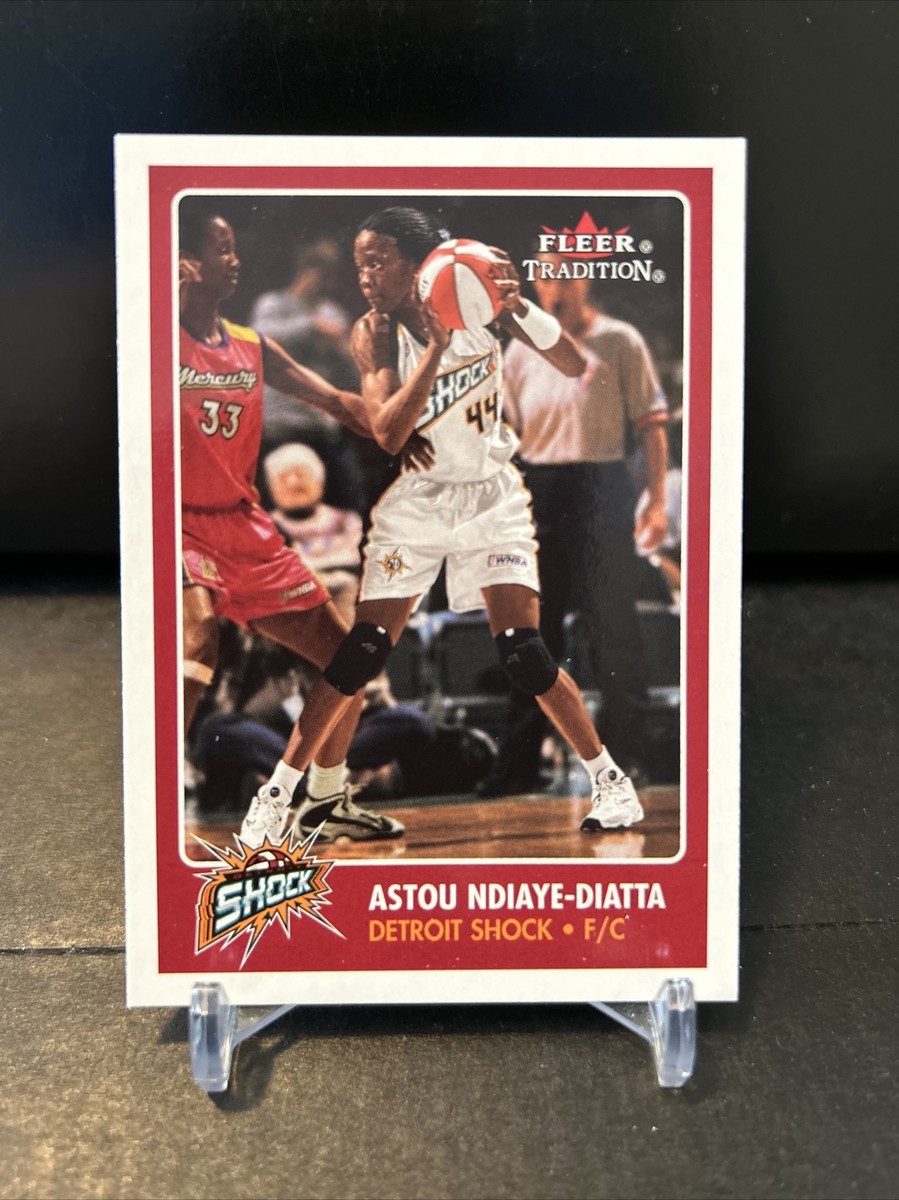 FLEER®
TRADITION®
Mercury
33
SHOCK
44
WNBA
WNBA
SHOCK
ASTOU NDIAYE-DIATTA
DETROIT SHOCK • F/C